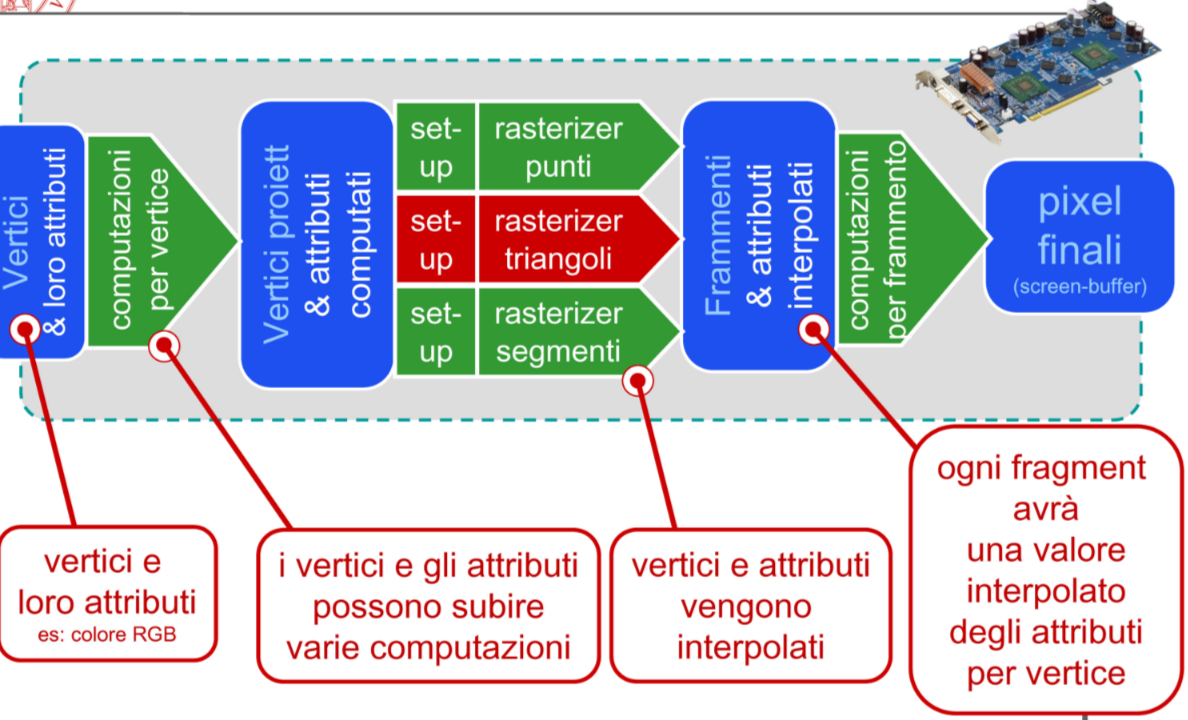 Vertici
& loro attributi
computazioni
per vertice
Vertici proiett
& attributi
computati
set-
up
rasterizer
punti
set-
up
rasterizer
triangoli
set-
up
rasterizer
segmenti
Frammenti
& attributi
interpolati
computazioni
per frammento
pixel
finali
(screen-buffer)
vertici e
loro attributi
es: colore RGB
i vertici e gli attributi
possono subire
varie computazioni
vertici e attributi
vengono
interpolati
ogni fragment
avrà
una valore
interpolato
degli attributi
per vertice